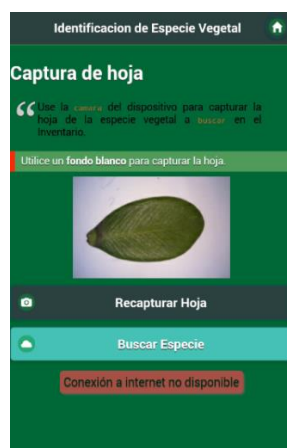 Identificacion de Especie Vegetal
Captura de hoja
Use la camara del dispositivo para capturar la
hoja de la especie vegetal a buscar en el
Inventario.
Utilice un fondo blanco para capturar la hoja.
Recapturar Hoja
Buscar Especie
Conexión a internet no disponible